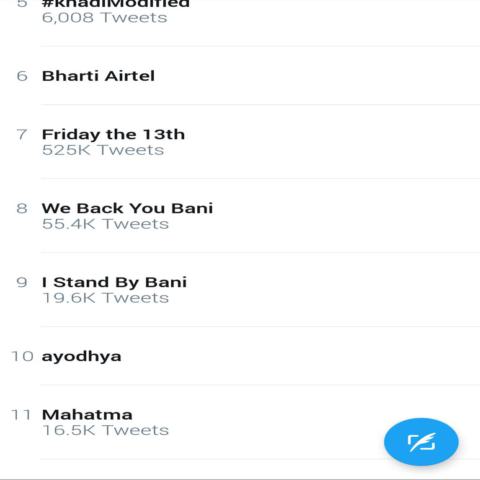 5 #KhadiModified
6,008 Tweets
6 Bharti Airtel
7 Friday the 13th
525K Tweets
8 We Back You Bani
55.4K Tweets
9 I Stand By Bani
19.6K Tweets
10 ayodhya
11 Mahatma
16.5K Tweets